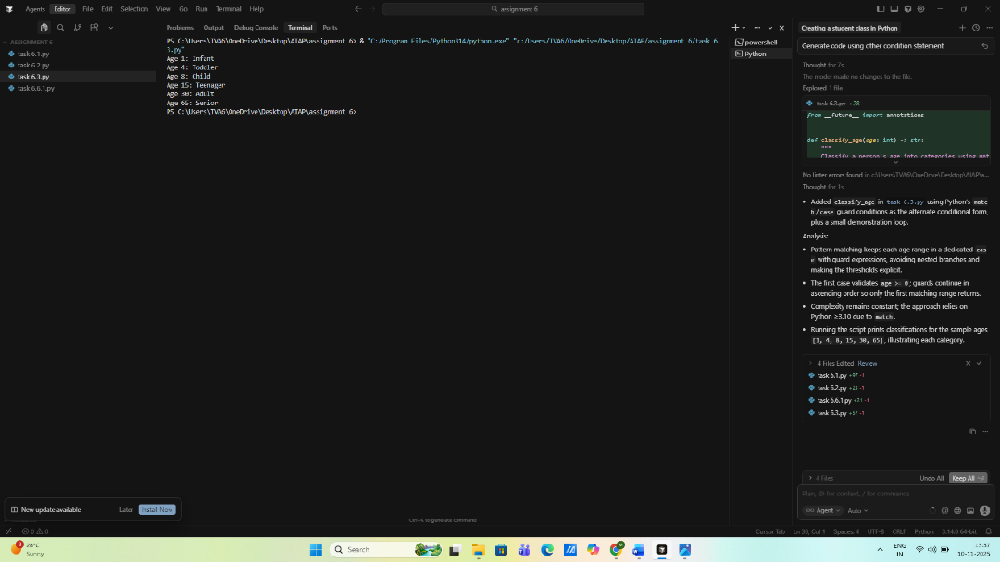 Agents Editor File Edit Selection View Go Run Terminal Help
assignment 6
ASSIGNMENT 6
task 6.1.py
task 6.2.py
task 6.3.py
task 6.6.1.py
Problems Output Debug Console Terminal Ports
PS C:\Users\TVA6\OneDrive\Desktop\AIAP\assignment 6> & "C:/Program Files/Python314/python.exe" "c:/Users/TVA6/OneDrive/Desktop/AIAP/assignment 6/task 6.
3.py"
Age 1: Infant
Age 4: Toddler
Age 8: Child
Age 15: Teenager
Age 30: Adult
Age 65: Senior
PS C:\Users\TVA6\OneDrive\Desktop\AIAP\assignment 6>
powershell
Python
Ctrl+K to generate command
Creating a student class in Python
Generate code using other condition statement
Thought for 7s
The model made no changes to the file.
Explored 1 file
task 6.3.py +28
from __future__ import annotations
def classify_age(age: int) -> str:
"""
Classify a person's age into categories using mat
No linter errors found in c:\Users\TVA6\OneDrive\Desktop\AIAP\a...
Thought for 1s
Added classify_age in task 6.3.py using Python's matc
h/case guard conditions as the alternate conditional form,
plus a small demonstration loop.
Analysis:
Pattern matching keeps each age range in a dedicated cas
e with guard expressions, avoiding nested branches and
making the thresholds explicit.
The first case validates age >= 0; guards continue in
ascending order so only the first matching range returns.
Complexity remains constant; the approach relies on
Python ≥3.10 due to match.
Running the script prints classifications for the sample ages
[1, 4, 8, 15, 30, 65], illustrating each category.
4 Files Edited Review
task 6.1.py +97 -1
task 6.2.py +23 -1
task 6.6.1.py +21 -1
task 6.3.py +57 -1
4 Files Undo All Keep All
Plan, @ for context, / for commands
Agent Auto
New update available Later Install Now
0 0
Cursor Tab Ln 30, Col 1 Spaces: 4 UTF-8 CRLF Python 3.14.0 64-bit
9
28°C
Sunny
Search
ENG
IN
13:37
10-11-2025